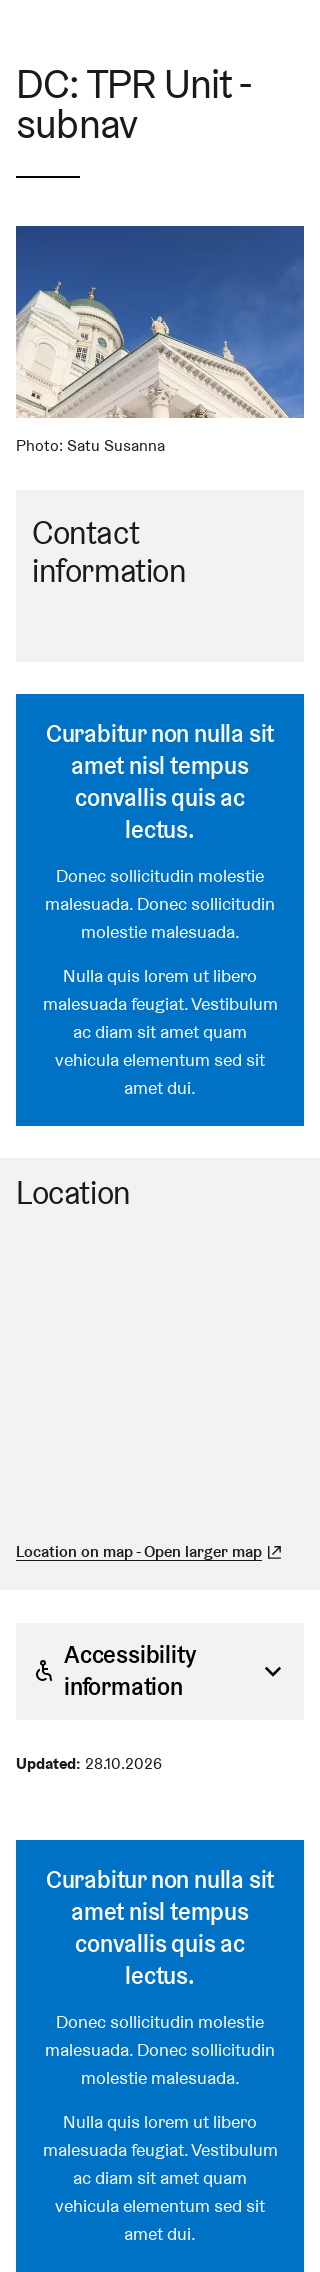 DC: TPR Unit -
subnav
Photo: Satu Susanna
Contact
information
Curabitur non nulla sit
amet nisl tempus
convallis quis ac
lectus.
Donec sollicitudin molestie
malesuada. Donec sollicitudin
molestie malesuada.
Nulla quis lorem ut libero
malesuada feugiat. Vestibulum
ac diam sit amet quam
vehicula elementum sed sit
amet dui.
Location
Location on map - Open larger map
Accessibility
information
Updated: 28.10.2026
Curabitur non nulla sit
amet nisl tempus
convallis quis ac
lectus.
Donec sollicitudin molestie
malesuada. Donec sollicitudin
molestie malesuada.
Nulla quis lorem ut libero
malesuada feugiat. Vestibulum
ac diam sit amet quam
vehicula elementum sed sit
amet dui.